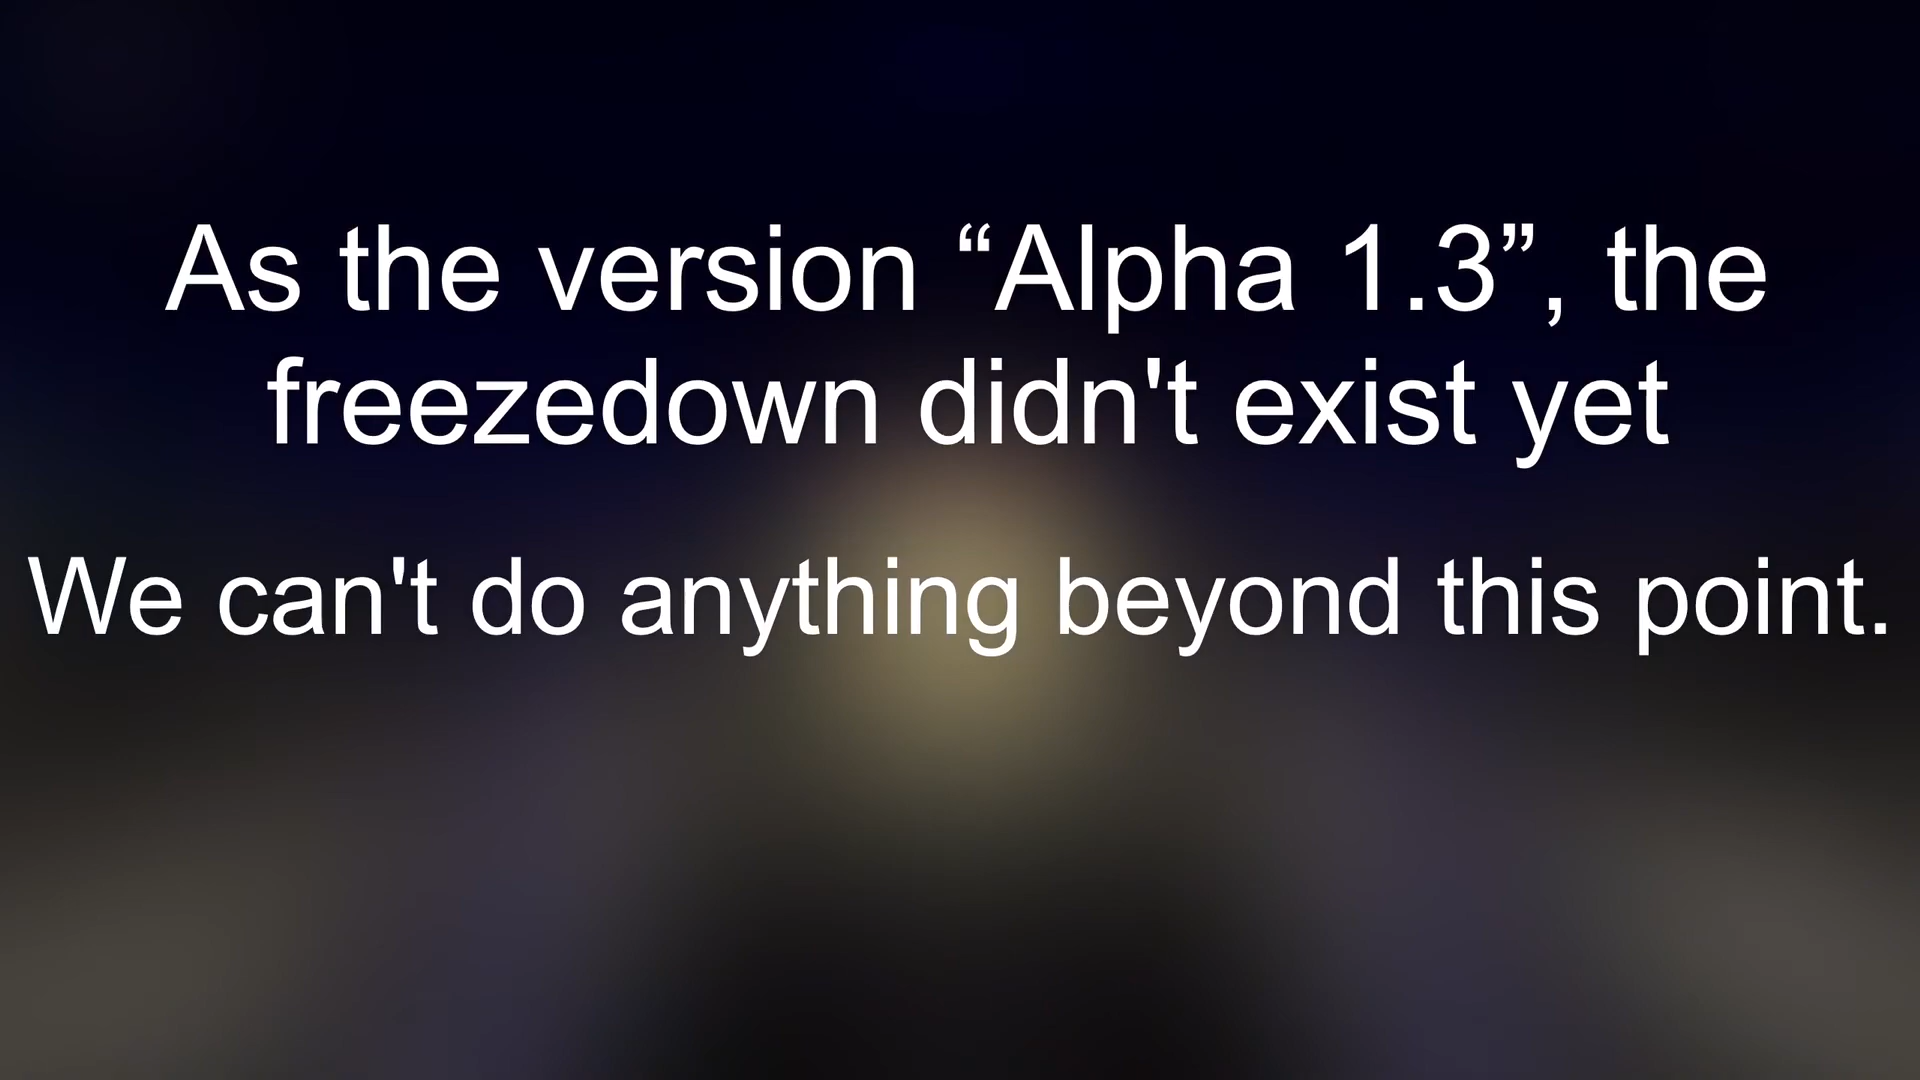 As the version “Alpha 1.3”, the
freezedown didn't exist yet
We can't do anything beyond this point.